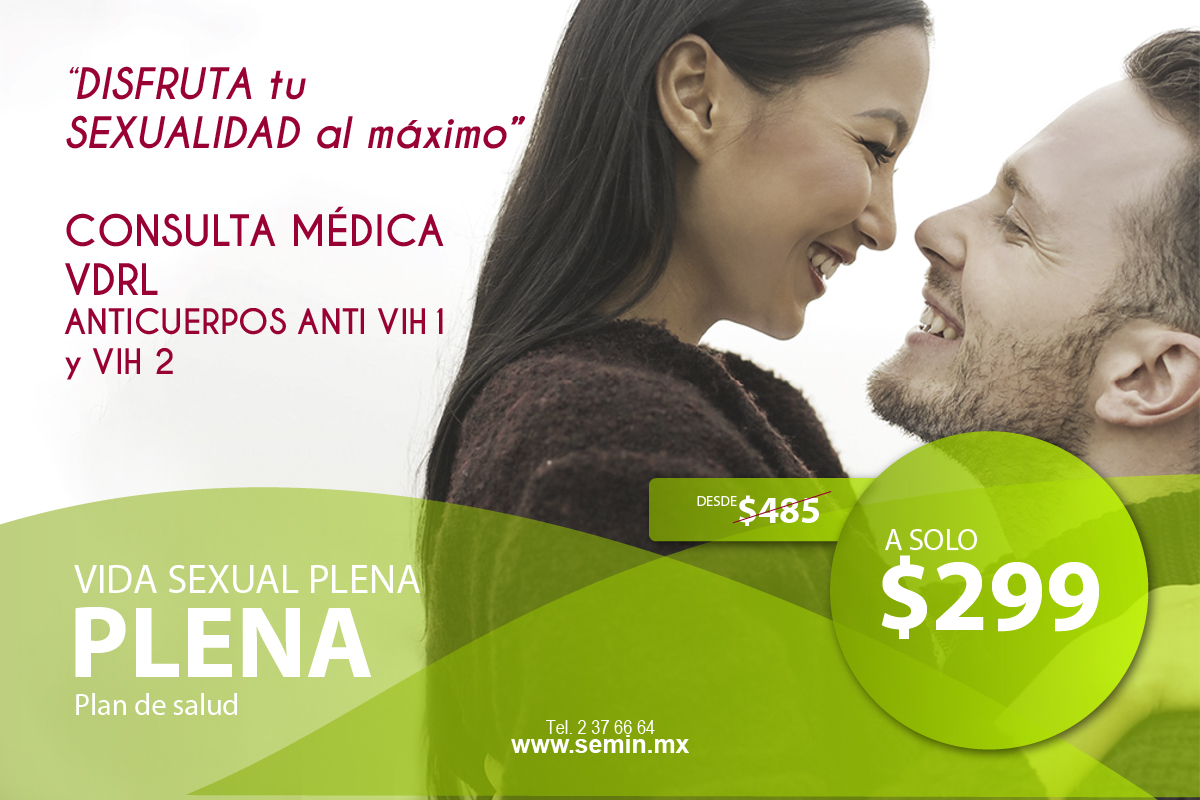 “DISFRUTA tu
SEXUALIDAD al máximo”
CONSULTA MÉDICA
VDRL
ANTICUERPOS ANTI VIH 1
y VIH 2
DESDE $485
A SOLO
$299
VIDA SEXUAL PLENA
PLENA
Plan de salud
Tel. 2 37 66 64
www.semin.mx